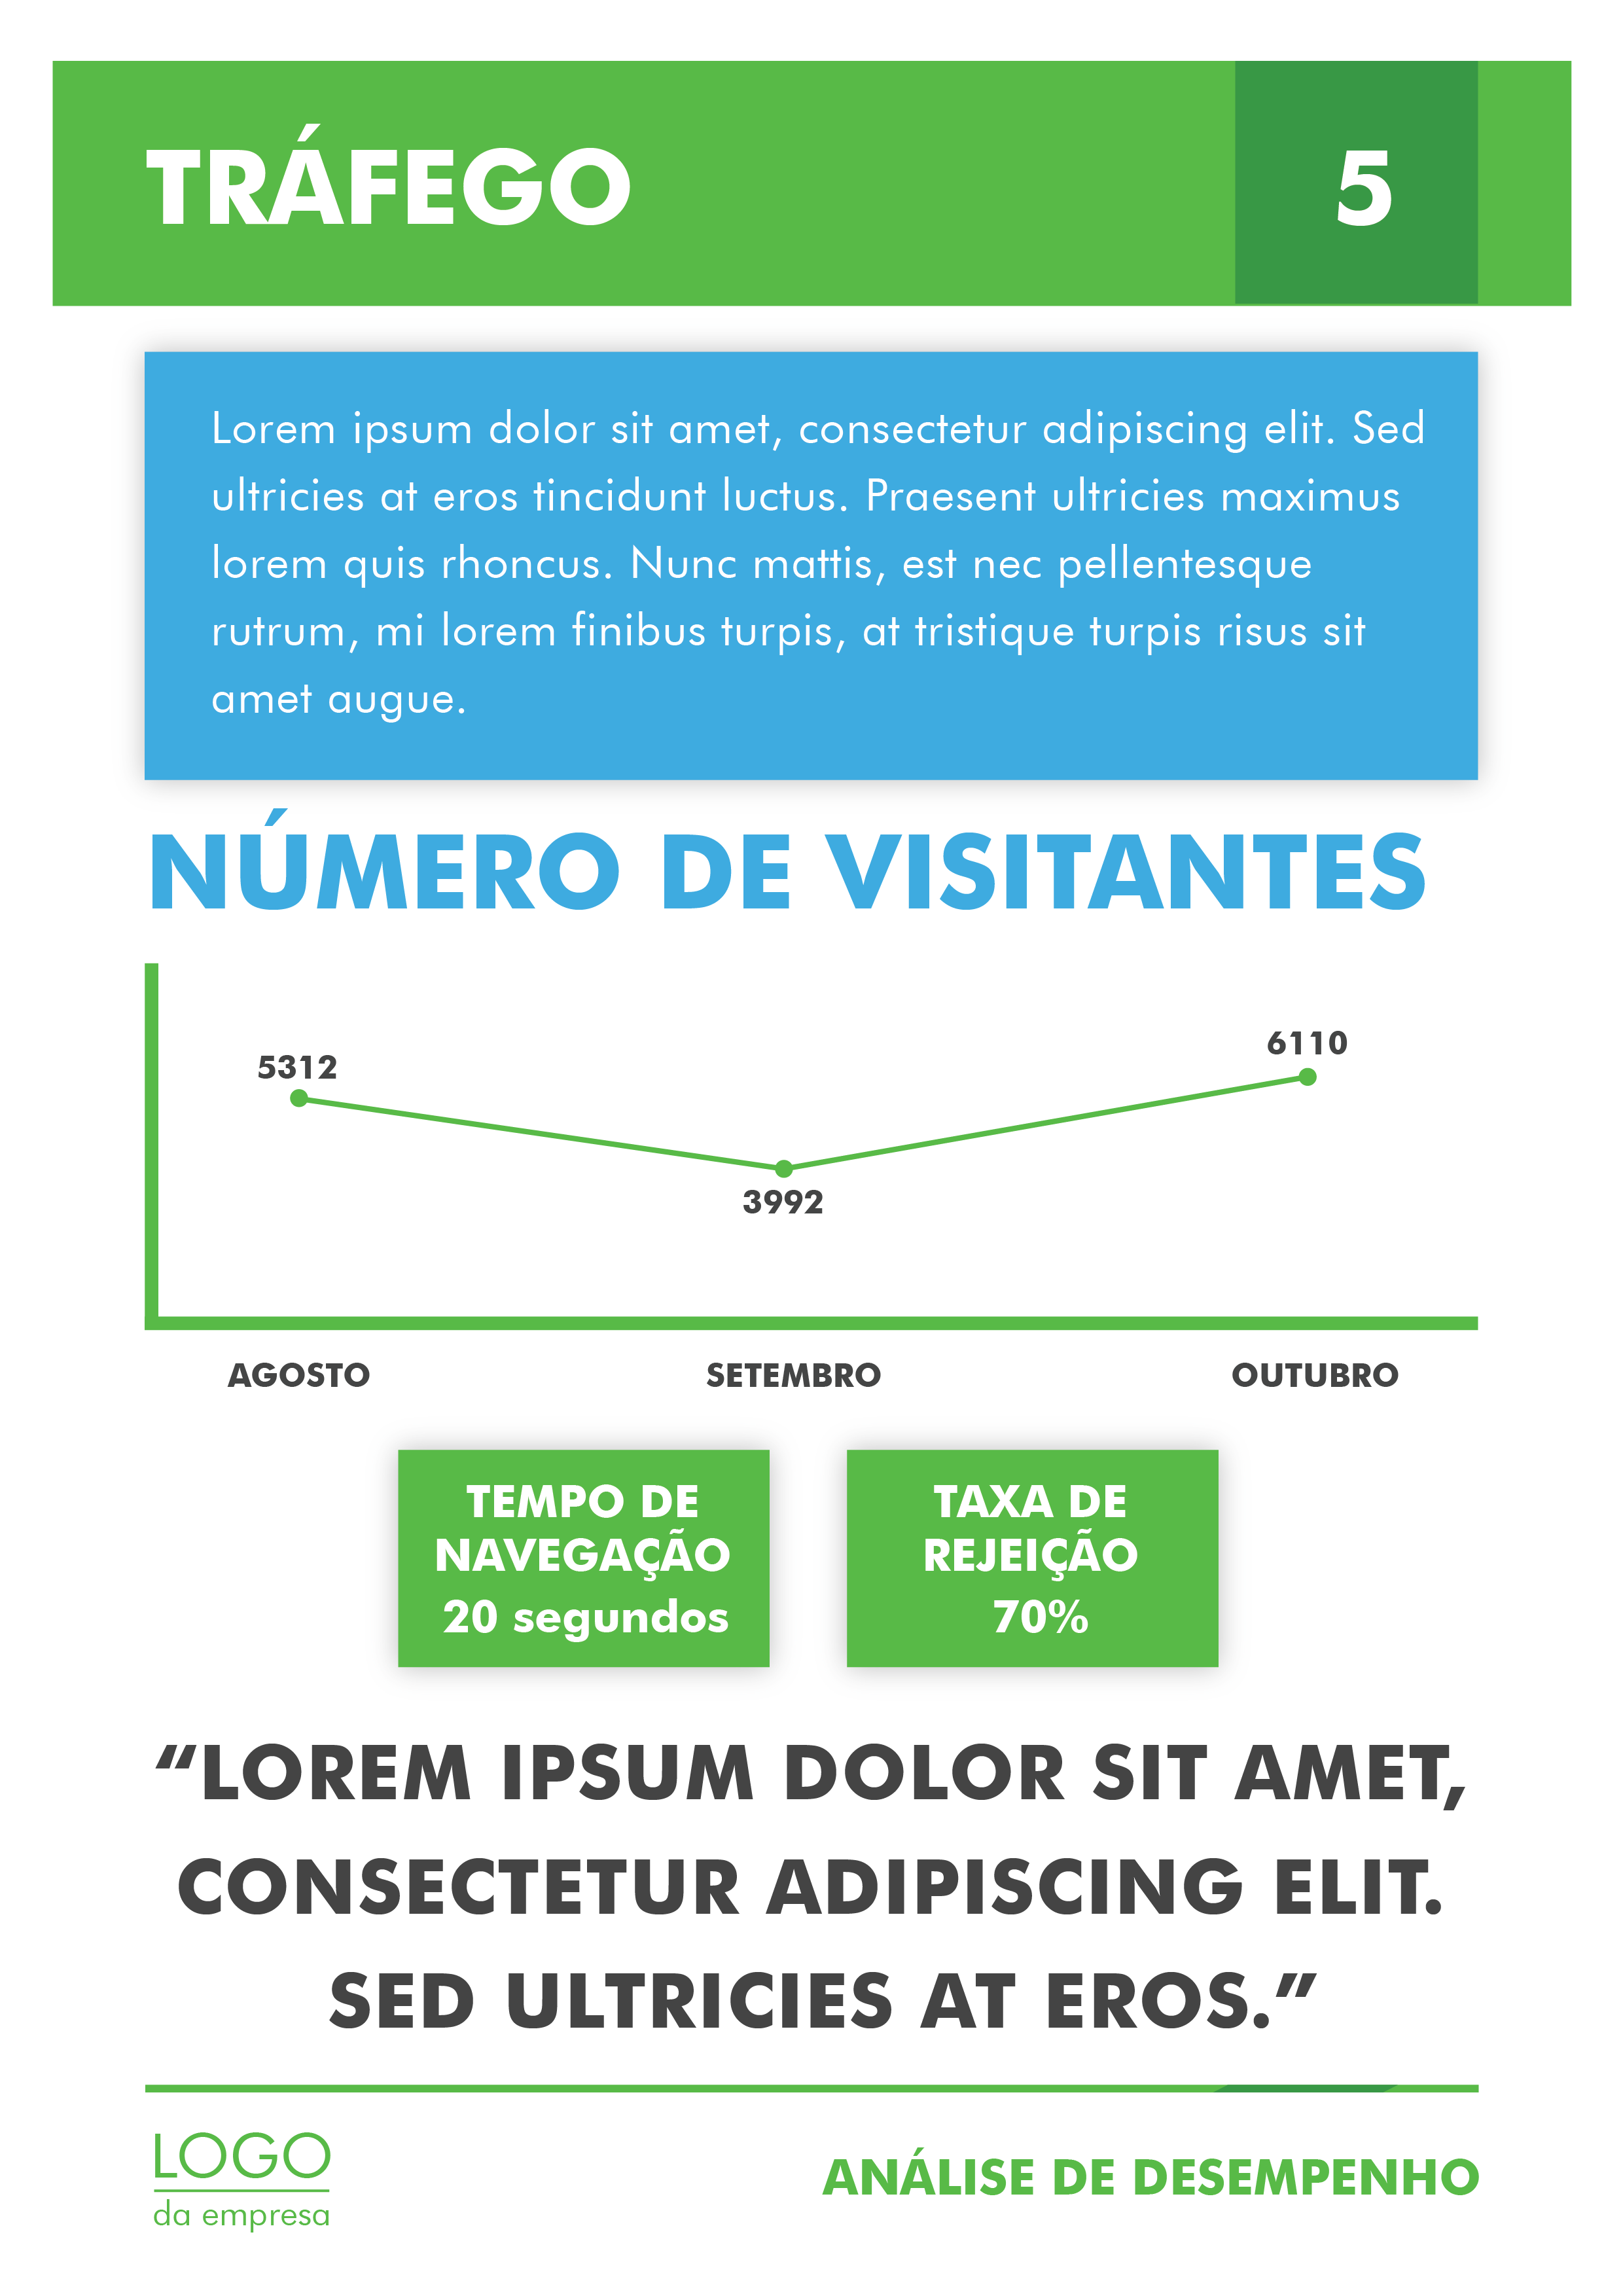 TRÁFEGO
5
Lorem ipsum dolor sit amet, consectetur adipiscing elit. Sed
ultricies at eros tincidunt luctus. Praesent ultricies maximus
lorem quis rhoncus. Nunc mattis, est nec pellentesque
rutrum, mi lorem finibus turpis, at tristique turpis risus sit
amet augue.
NÚMERO DE VISITANTES
5312
3992
6110
AGOSTO
SETEMBRO
OUTUBRO
TEMPO DE
NAVEGAÇÃO
20 segundos
TAXA DE
REJEIÇÃO
70%
“LOREM IPSUM DOLOR SIT AMET,
CONSECTETUR ADIPISCING ELIT.
SED ULTRICIES AT EROS.”
LOGO
da empresa
ANÁLISE DE DESEMPENHO